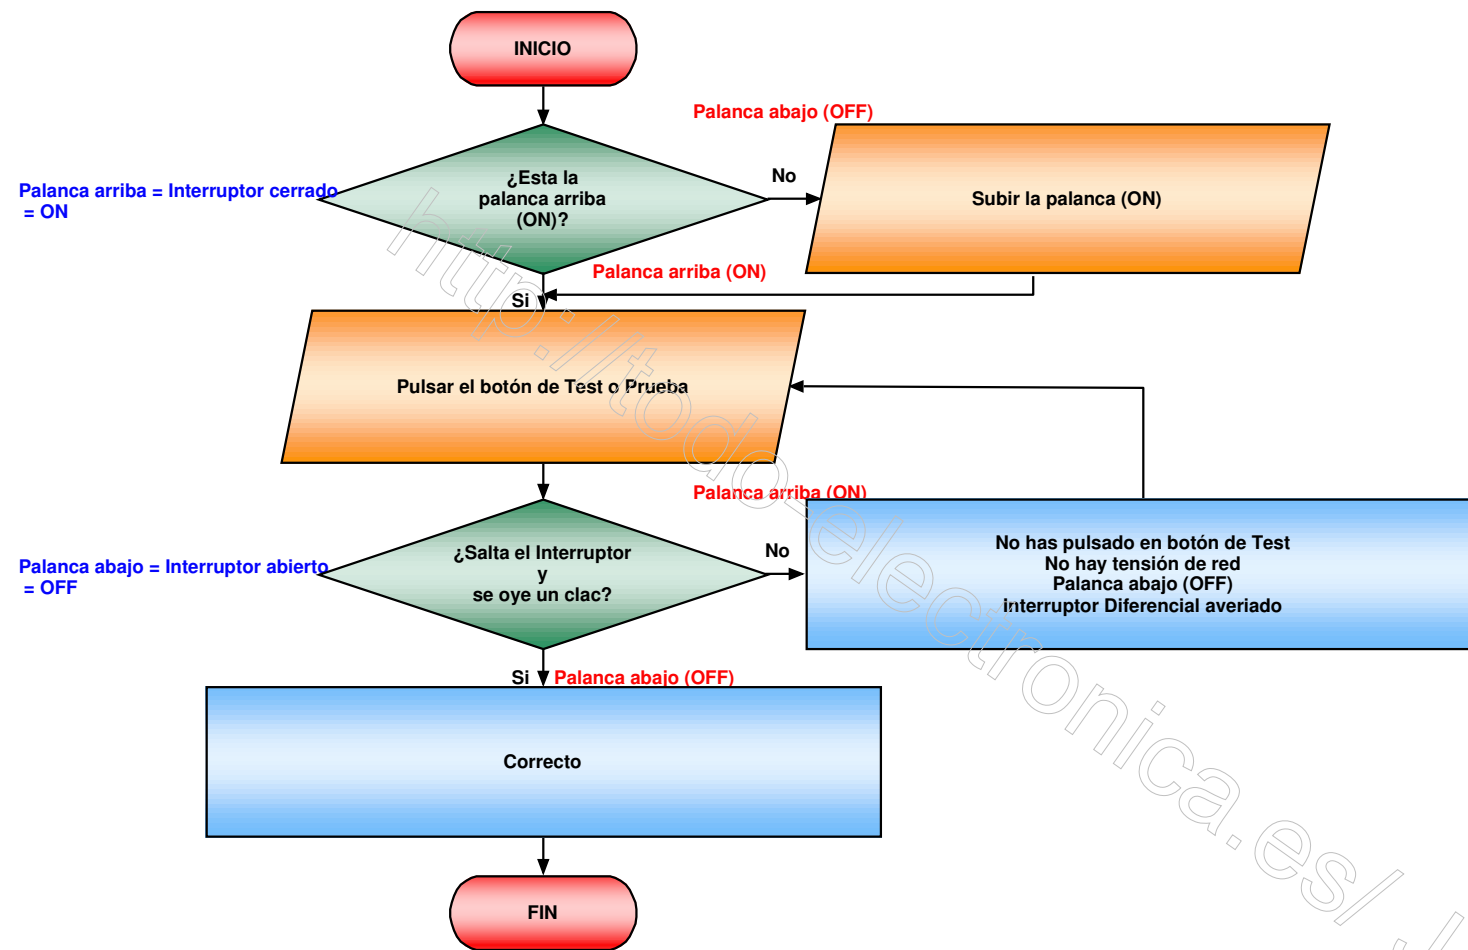 INICIO
Palanca abajo (OFF)
Palanca arriba = Interruptor cerrado
= ON
¿Esta la
palanca arriba
(ON)?
No
Subir la palanca (ON)
Palanca arriba (ON)
Si
Pulsar el botón de Test o Prueba
Palanca arriba (ON)
Palanca abajo = Interruptor abierto
= OFF
¿Salta el Interruptor
y
se oye un clac?
No
No has pulsado en botón de Test
No hay tensión de red
Palanca abajo (OFF)
interruptor Diferencial averiado
Si
Palanca abajo (OFF)
Correcto
FIN
http://todo-electronica.es/